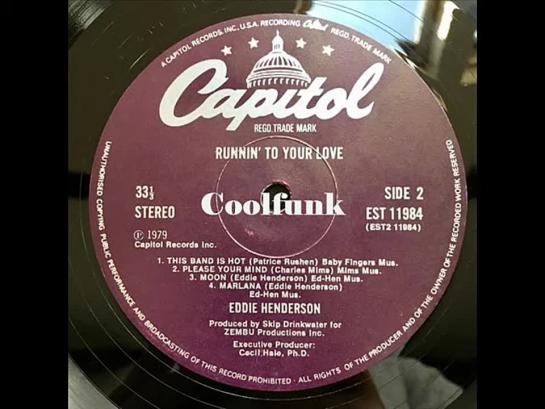 A CAPITOL RECORDS, INC., U.S.A. RECORDING Capitol REGD. TRADE MARK
Capitol
REGD. TRADE MARK
RUNNIN' TO YOUR LOVE
33⅓
STEREO
SIDE 2
EST 11984
(EST2 11984)
Coolfunk
Ⓟ 1979
Capitol Records Inc.
1. THIS BAND IS HOT (Patrice Rushen) Baby Fingers Mus.
2. PLEASE YOUR MIND (Charles Mims) Mims Mus.
3. MOON (Eddie Henderson) Ed-Hen Mus.
4. MARLANA (Eddie Henderson)
Ed-Hen Mus.
EDDIE HENDERSON
Produced by Skip Drinkwater for
ZEMBU Productions Inc.
Executive Producer:
Cecil Hale, Ph.D.
UNAUTHORISED COPYING PUBLIC PERFORMANCE AND BROADCASTING OF THIS RECORD PROHIBITED · ALL RIGHTS OF THE PRODUCER AND OF THE OWNER OF THE RECORDED WORK RESERVED